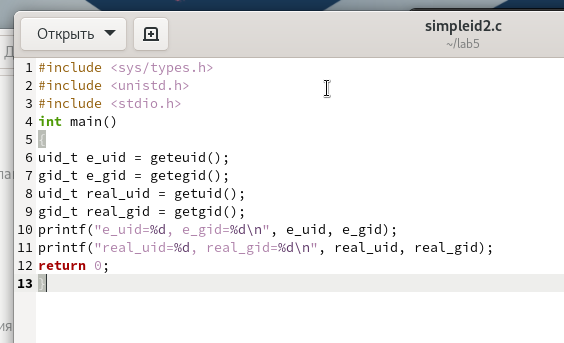 Открыть
simpleid2.c
~/lab5
1 #include <sys/types.h>
2 #include <unistd.h>
3 #include <stdio.h>
4 int main()
5 {
6 uid_t e_uid = geteuid();
7 gid_t e_gid = getegid();
8 uid_t real_uid = getuid();
9 gid_t real_gid = getgid();
10 printf("e_uid=%d, e_gid=%d\n", e_uid, e_gid);
11 printf("real_uid=%d, real_gid=%d\n", real_uid, real_gid);
12 return 0;
13 }